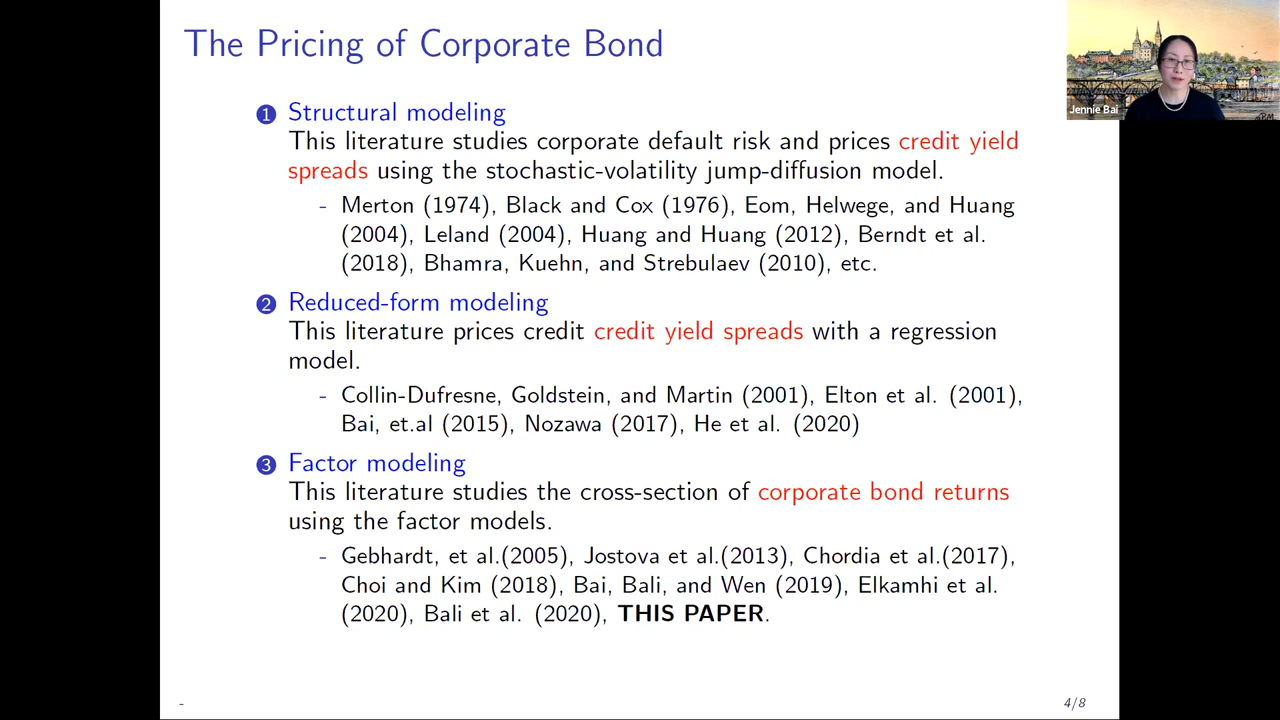 The Pricing of Corporate Bond
Jennie Bai
1 Structural modeling
This literature studies corporate default risk and prices credit yield
spreads using the stochastic-volatility jump-diffusion model.
- Merton (1974), Black and Cox (1976), Eom, Helwege, and Huang
(2004), Leland (2004), Huang and Huang (2012), Berndt et al.
(2018), Bhamra, Kuehn, and Strebulaev (2010), etc.
2 Reduced-form modeling
This literature prices credit credit yield spreads with a regression
model.
- Collin-Dufresne, Goldstein, and Martin (2001), Elton et al. (2001),
Bai, et.al (2015), Nozawa (2017), He et al. (2020)
3 Factor modeling
This literature studies the cross-section of corporate bond returns
using the factor models.
- Gebhardt, et al.(2005), Jostova et al.(2013), Chordia et al.(2017),
Choi and Kim (2018), Bai, Bali, and Wen (2019), Elkamhi et al.
(2020), Bali et al. (2020), THIS PAPER.
-
4/8